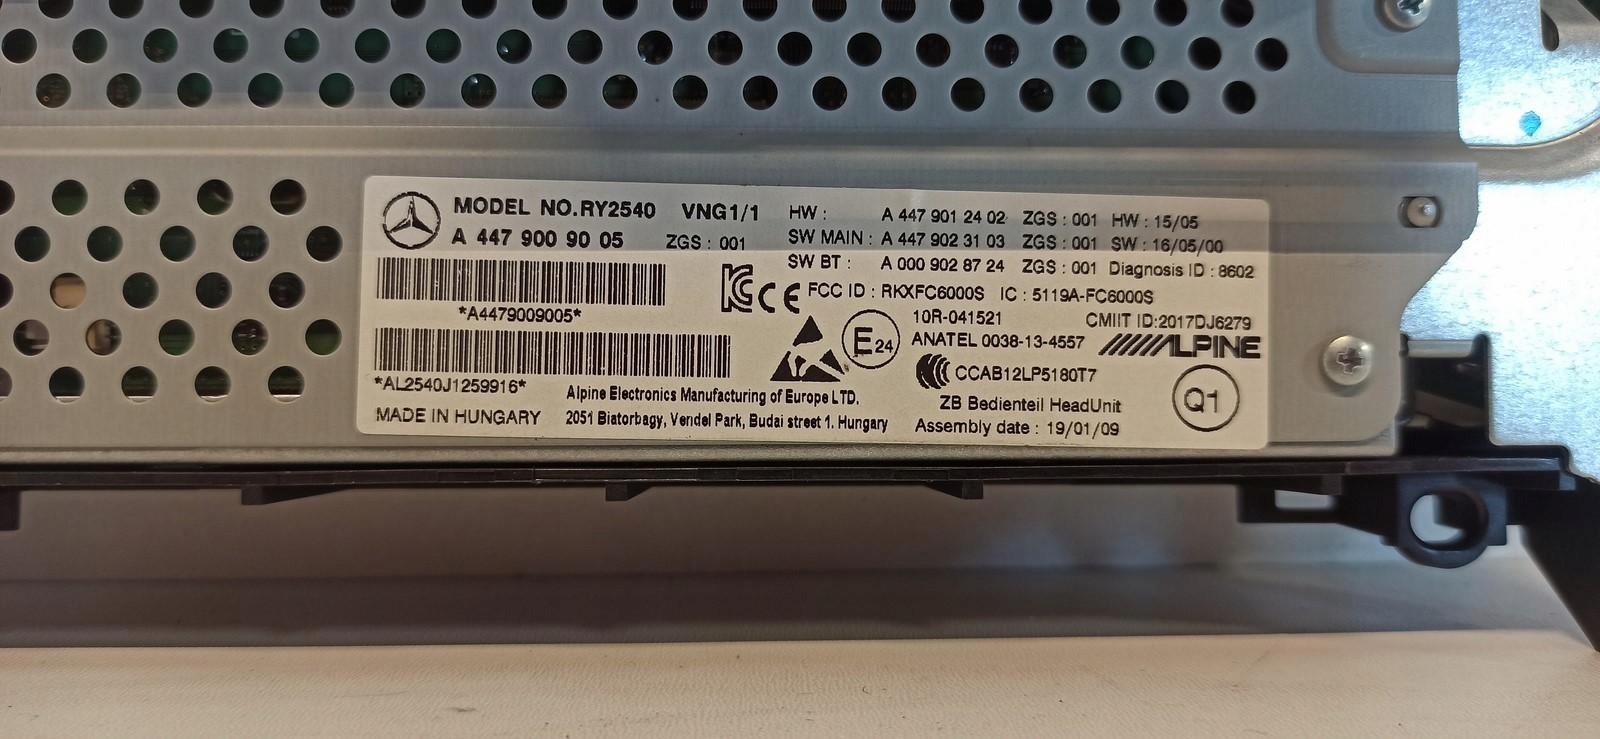 MODEL NO.RY2540 VNG1/1
A 447 900 90 05 ZGS : 001
*A4479009005*
*AL2540J1259916*
MADE IN HUNGARY
HW : A 447 901 24 02 ZGS : 001 HW : 15/05
SW MAIN : A 447 902 31 03 ZGS : 001 SW : 16/05/00
SW BT : A 000 902 87 24 ZGS : 001 Diagnosis ID : 8602
CE FCC ID : RKXFC6000S IC : 5119A-FC6000S
10R-041521 CMIIT ID:2017DJ6279
E24 ANATEL 0038-13-4557 ALPINE
CCAB12LP5180T7
Alpine Electronics Manufacturing of Europe LTD.
2051 Biatorbagy, Vendel Park, Budai street 1. Hungary
ZB Bedienteil HeadUnit
Assembly date : 19/01/09
Q1